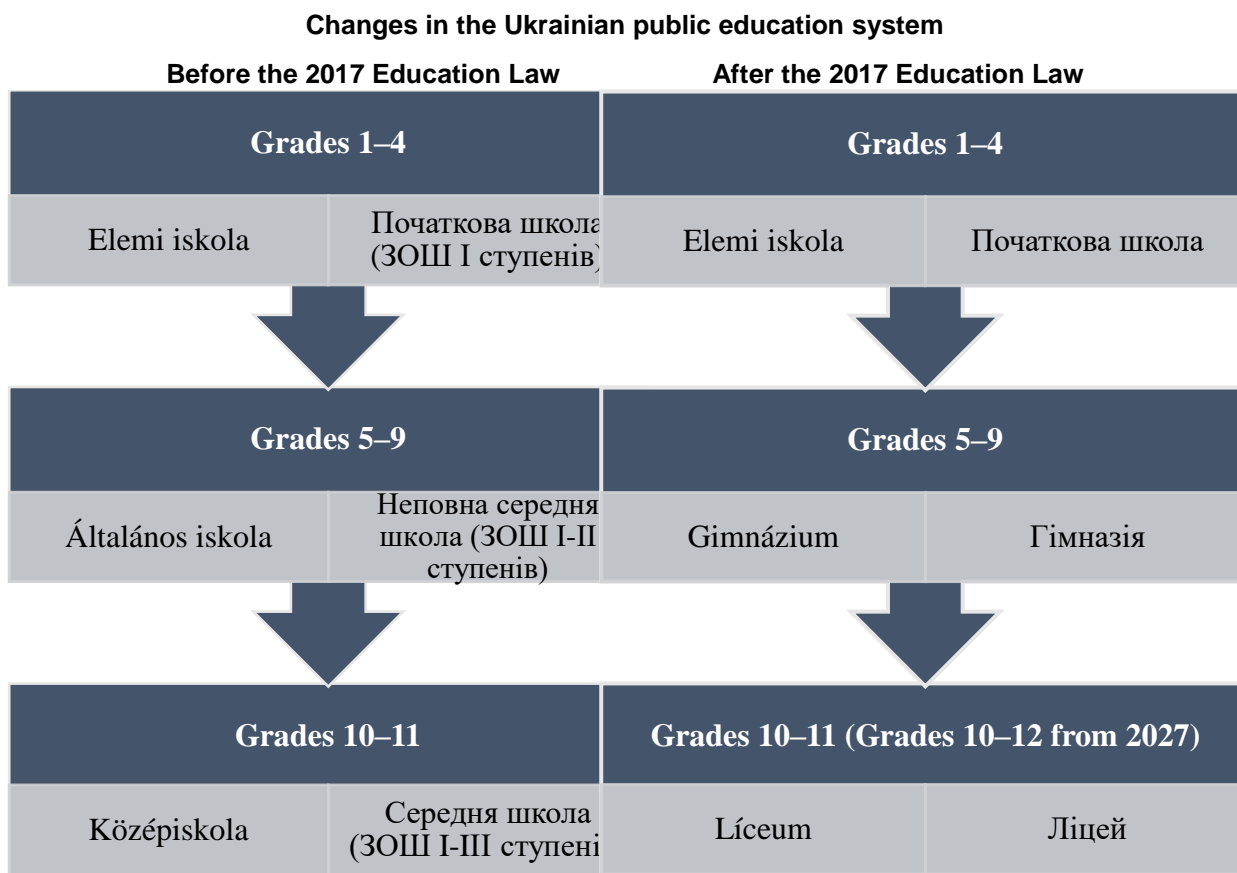 Changes in the Ukrainian public education system
Before the 2017 Education Law
After the 2017 Education Law
Grades 1–4
Elemi iskola
Початкова школа
(ЗОШ І ступенів)
Grades 5–9
Általános iskola
Неповна середня
школа (ЗОШ І-ІІ
ступенів)
Grades 10–11
Középiskola
Середня школа
(ЗОШ І-ІІІ ступені
Grades 1–4
Elemi iskola
Початкова школа
Grades 5–9
Gimnázium
Гімназія
Grades 10–11 (Grades 10–12 from 2027)
Líceum
Ліцей